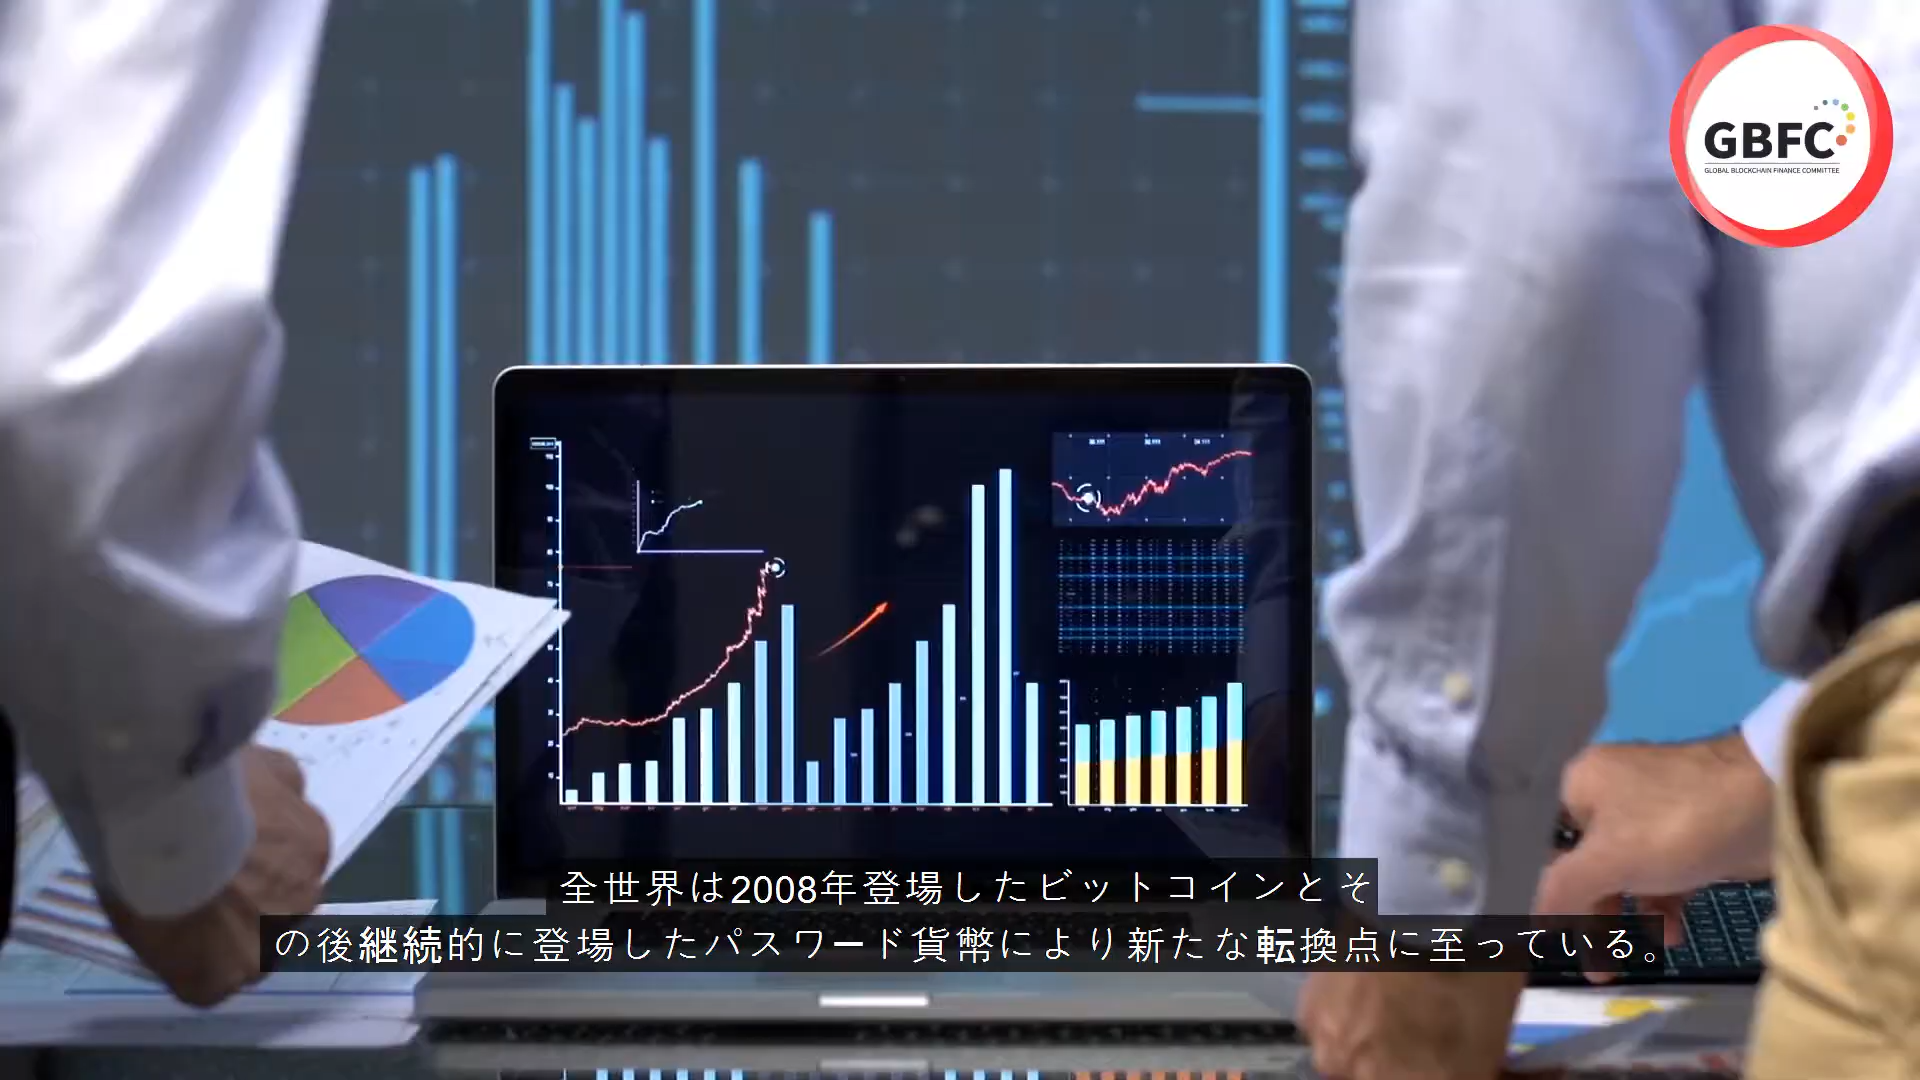 GBFC
GLOBAL BLOCKCHAIN FINANCE COMMITTEE
全世界は2008年登場したビットコインとそ
の後継続的に登場したパスワード貨幣により新たな転換点に至っている。